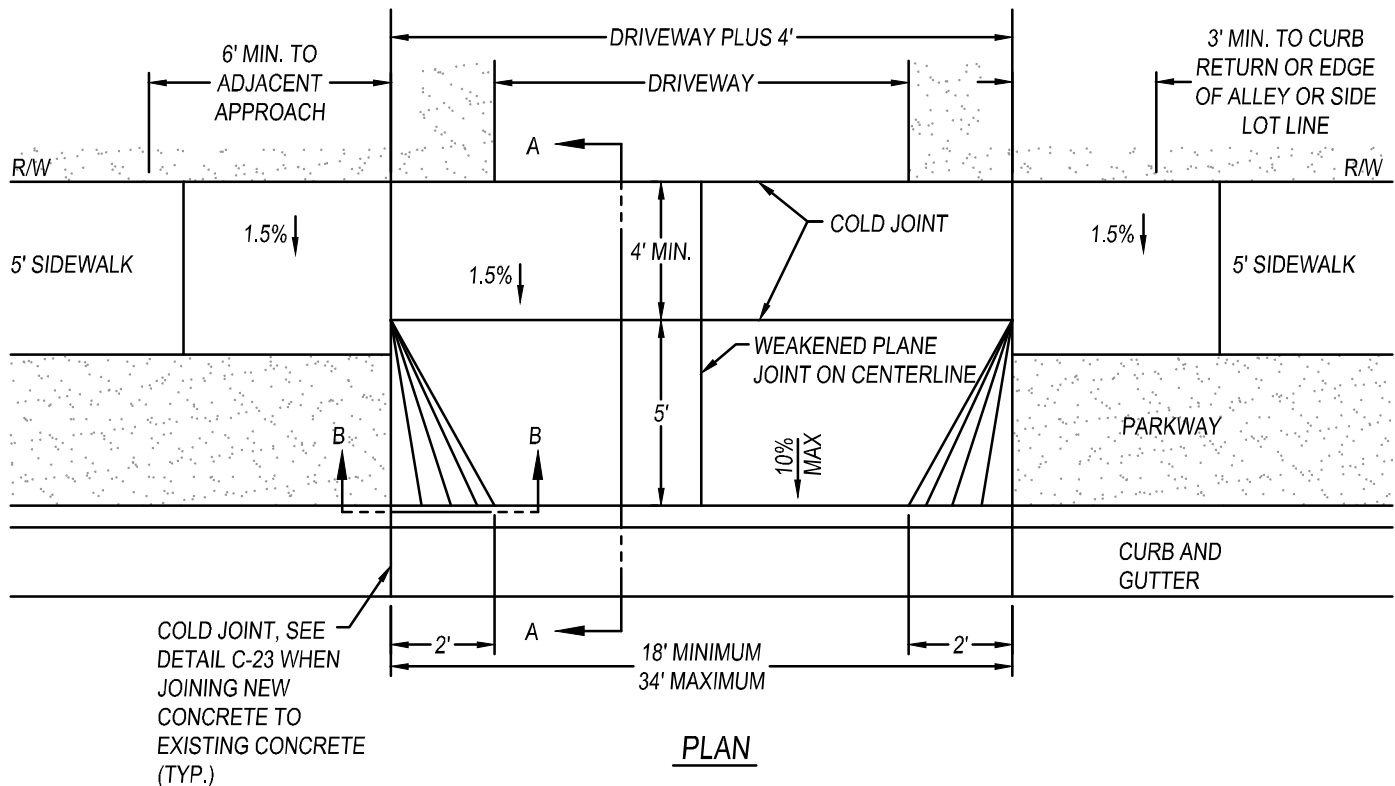 DRIVEWAY PLUS 4'
6' MIN. TO
ADJACENT
APPROACH
DRIVEWAY
3' MIN. TO CURB
RETURN OR EDGE
OF ALLEY OR SIDE
LOT LINE
A
R/W
R/W
COLD JOINT
1.5%
4' MIN.
1.5%
5' SIDEWALK
1.5%
5' SIDEWALK
WEAKENED PLANE
JOINT ON CENTERLINE
5'
PARKWAY
B
B
10%
MAX
CURB AND
GUTTER
COLD JOINT, SEE
DETAIL C-23 WHEN
JOINING NEW
CONCRETE TO
EXISTING CONCRETE
(TYP.)
2'
A
2'
18' MINIMUM
34' MAXIMUM
PLAN